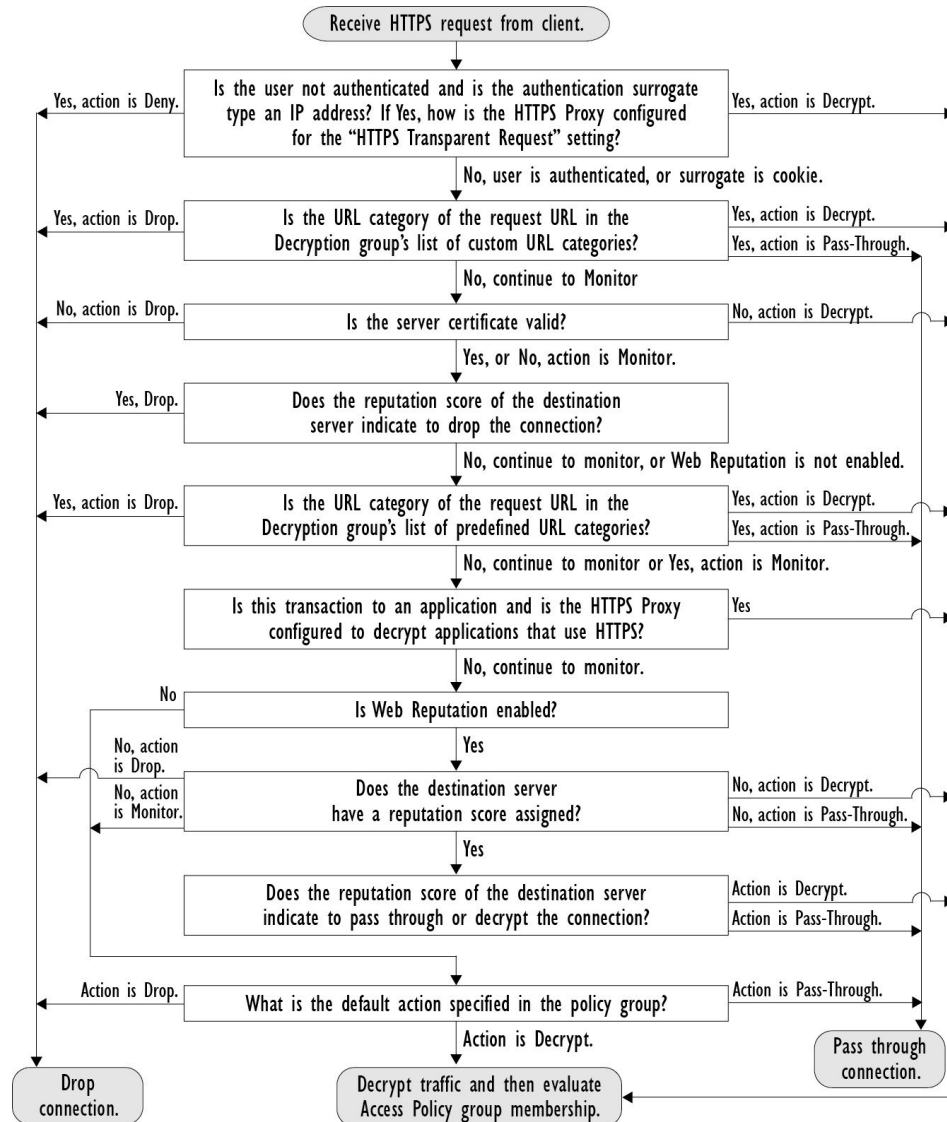 Receive HTTPS request from client.
Yes, action is Deny.
Is the user not authenticated and is the authentication surrogate
type an IP address? If Yes, how is the HTTPS Proxy configured
for the “HTTPS Transparent Request” setting?
Yes, action is Decrypt.
No, user is authenticated, or surrogate is cookie.
Yes, action is Drop.
Is the URL category of the request URL in the
Decryption group’s list of custom URL categories?
Yes, action is Decrypt.
Yes, action is Pass-Through.
No, continue to Monitor
No, action is Drop.
Is the server certificate valid?
No, action is Decrypt.
Yes, or No, action is Monitor.
Yes, Drop.
Does the reputation score of the destination
server indicate to drop the connection?
No, continue to monitor, or Web Reputation is not enabled.
Yes, action is Drop.
Is the URL category of the request URL in the
Decryption group’s list of predefined URL categories?
Yes, action is Decrypt.
Yes, action is Pass-Through.
No, continue to monitor or Yes, action is Monitor.
Is this transaction to an application and is the HTTPS Proxy
configured to decrypt applications that use HTTPS?
Yes
No, continue to monitor.
No
Is Web Reputation enabled?
Yes
No, action
is Drop.
No, action
is Monitor.
Does the destination server
have a reputation score assigned?
No, action is Decrypt.
No, action is Pass-Through.
Yes
Does the reputation score of the destination server
indicate to pass through or decrypt the connection?
Action is Decrypt.
Action is Pass-Through.
Action is Drop.
What is the default action specified in the policy group?
Action is Pass-Through.
Action is Decrypt.
Drop
connection.
Decrypt traffic and then evaluate
Access Policy group membership.
Pass through
connection.